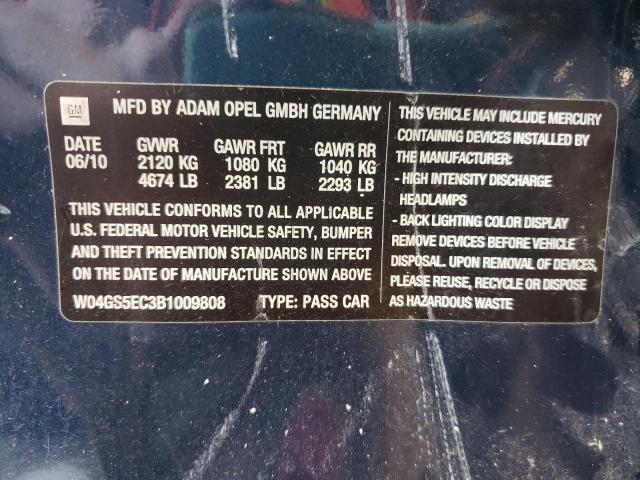 GM
MFD BY ADAM OPEL GMBH GERMANY
DATE GVWR GAWR FRT GAWR RR
06/10 2120 KG 1080 KG 1040 KG
4674 LB 2381 LB 2293 LB
THIS VEHICLE CONFORMS TO ALL APPLICABLE
U.S. FEDERAL MOTOR VEHICLE SAFETY, BUMPER
AND THEFT PREVENTION STANDARDS IN EFFECT
ON THE DATE OF MANUFACTURE SHOWN ABOVE
W04GS5EC3B1009808 TYPE: PASS CAR
THIS VEHICLE MAY INCLUDE MERCURY
CONTAINING DEVICES INSTALLED BY
THE MANUFACTURER:
- HIGH INTENSITY DISCHARGE
HEADLAMPS
- BACK LIGHTING COLOR DISPLAY
REMOVE DEVICES BEFORE VEHICLE
DISPOSAL. UPON REMOVAL OF DEVICES,
PLEASE REUSE, RECYCLE OR DISPOSE
AS HAZARDOUS WASTE